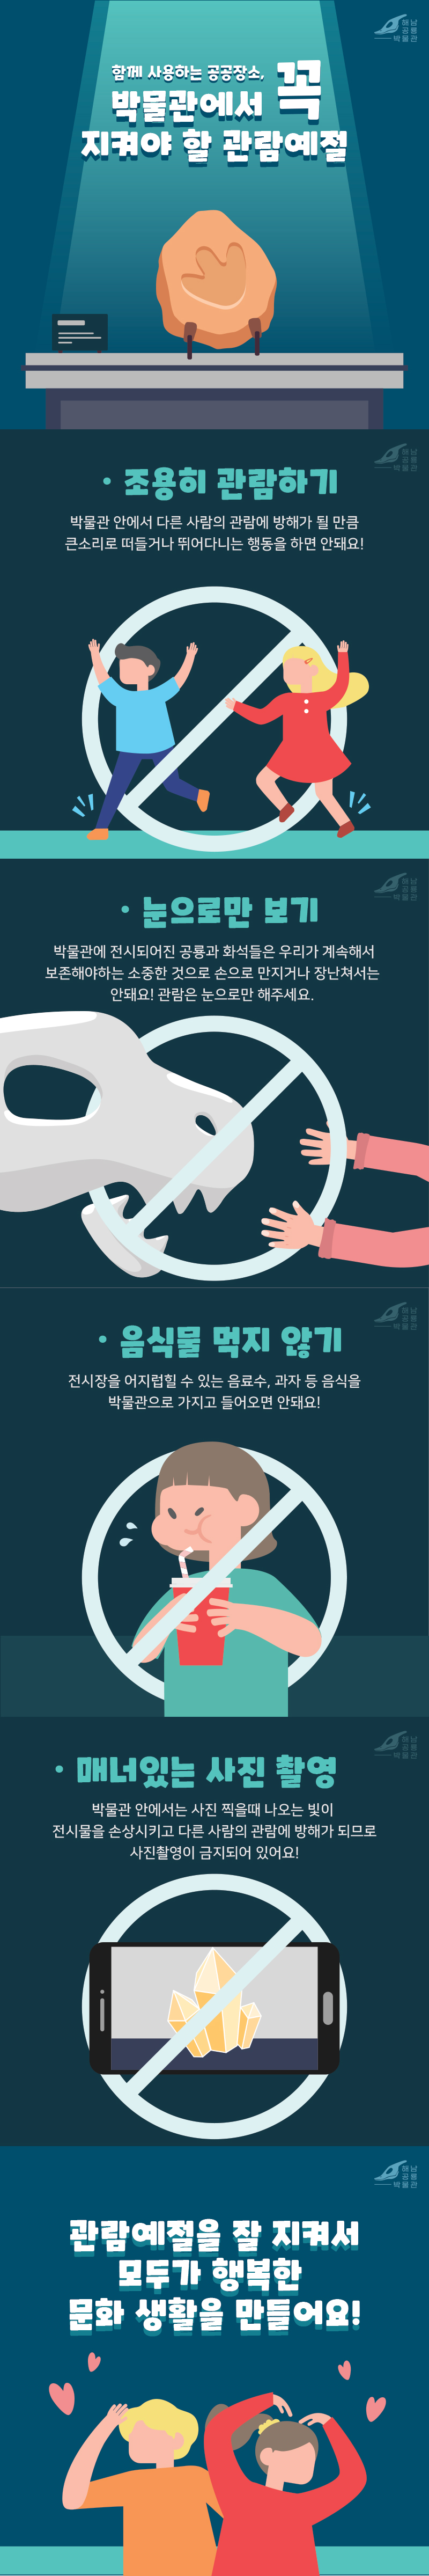 해남
공룡
박물관
함께 사용하는 공공장소,
박물관에서 꼭
지켜야 할 관람예절
해남
공룡
박물관
· 조용히 관람하기
박물관 안에서 다른 사람의 관람에 방해가 될 만큼
큰소리로 떠들거나 뛰어다니는 행동을 하면 안돼요!
해남
공룡
박물관
· 눈으로만 보기
박물관에 전시되어진 공룡과 화석들은 우리가 계속해서
보존해야하는 소중한 것으로 손으로 만지거나 장난쳐서는
안돼요! 관람은 눈으로만 해주세요.
해남
공룡
박물관
· 음식물 먹지 않기
전시장을 어지럽힐 수 있는 음료수, 과자 등 음식을
박물관으로 가지고 들어오면 안돼요!
해남
공룡
박물관
· 매너있는 사진 촬영
박물관 안에서는 사진 찍을때 나오는 빛이
전시물을 손상시키고 다른 사람의 관람에 방해가 되므로
사진촬영이 금지되어 있어요!
해남
공룡
박물관
관람예절을 잘 지켜서
모두가 행복한
문화 생활을 만들어요!